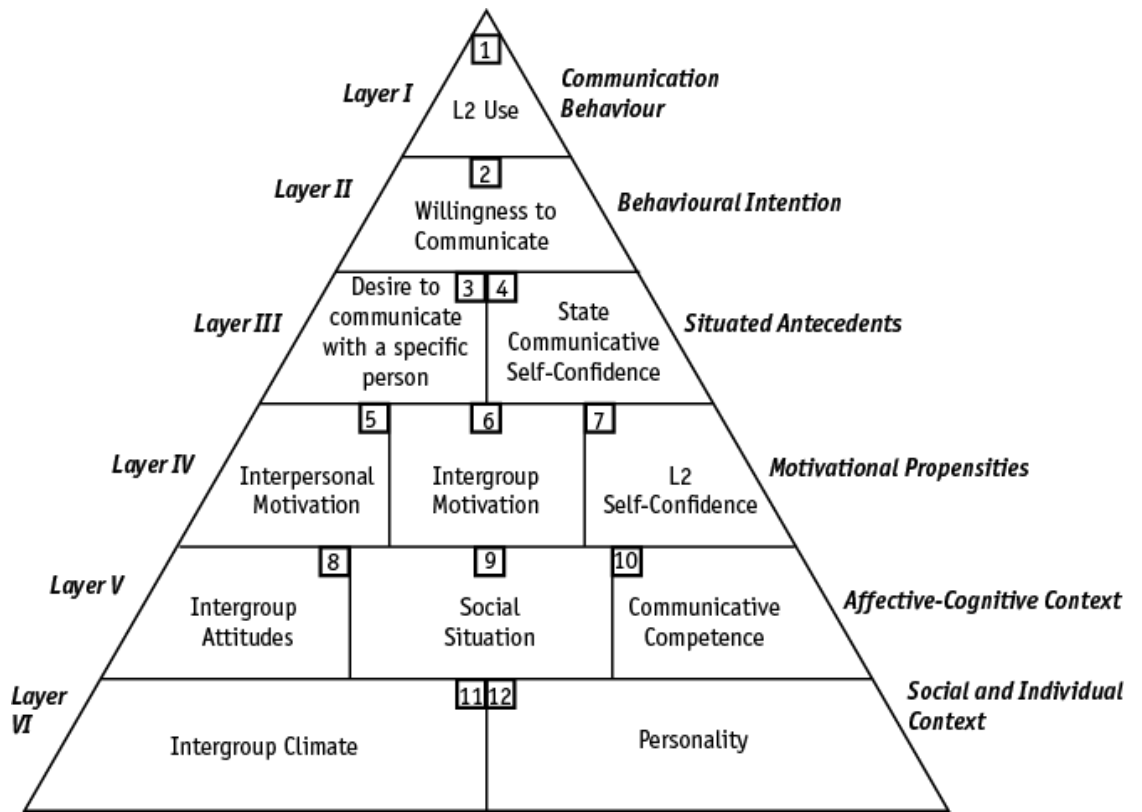 1
Layer I
L2 Use
Communication
Behaviour
2
Layer II
Willingness to
Communicate
Behavioural Intention
3
4
Layer III
Desire to
communicate
with a specific
person
State
Communicative
Self-Confidence
Situated Antecedents
5
6
7
Layer IV
Interpersonal
Motivation
Intergroup
Motivation
L2
Self-Confidence
Motivational Propensities
8
9
10
Layer V
Intergroup
Attitudes
Social
Situation
Communicative
Competence
Affective-Cognitive Context
11
12
Layer
VI
Intergroup Climate
Personality
Social and Individual
Context